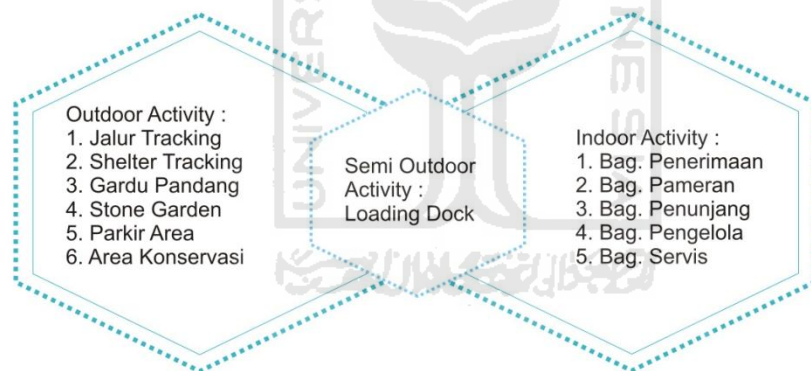 Outdoor Activity :
1. Jalur Tracking
2. Shelter Tracking
3. Gardu Pandang
4. Stone Garden
5. Parkir Area
6. Area Konservasi
Semi Outdoor
Activity :
Loading Dock
Indoor Activity :
1. Bag. Penerimaan
2. Bag. Pameran
3. Bag. Penunjang
4. Bag. Pengelola
5. Bag. Servis